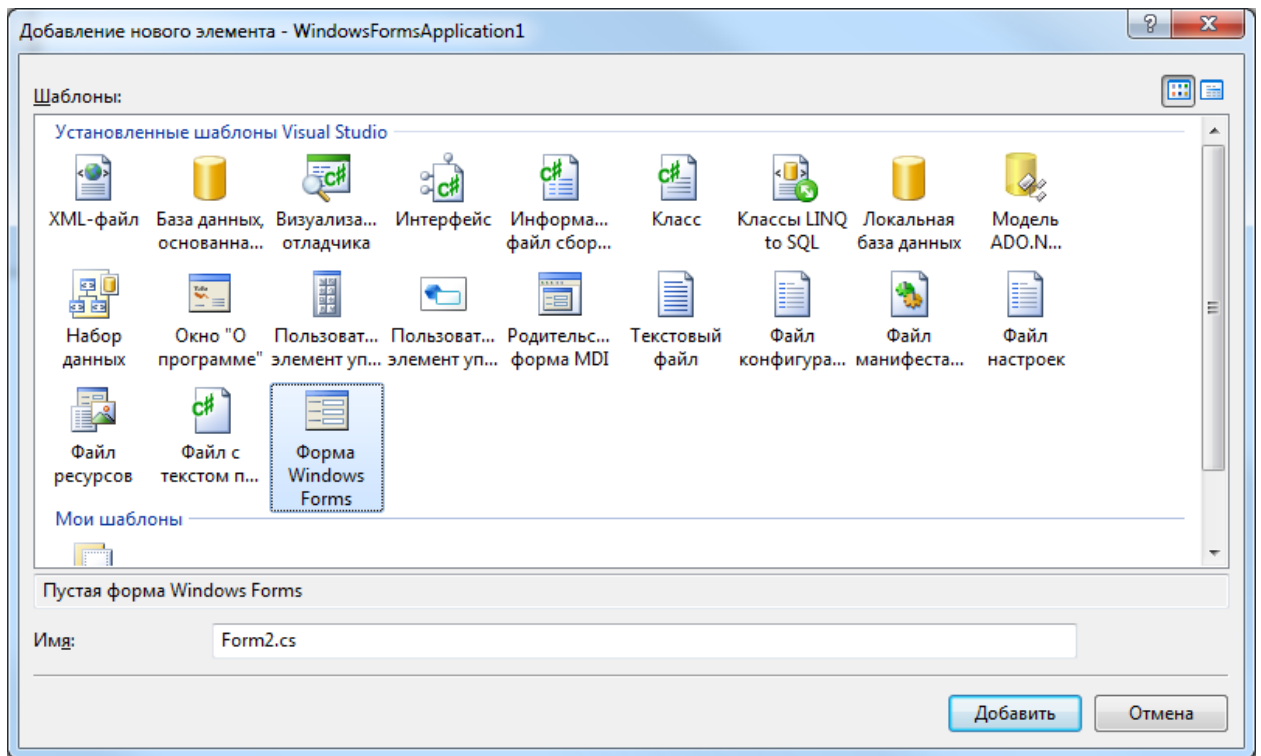 Добавление нового элемента - WindowsFormsApplication1
Шаблоны:
Установленные шаблоны Visual Studio
XML-файл База данных, Визуализа... Интерфейс Информа... Класс Классы LINQ Локальная Модель
основанна... отладчика файл сбор... to SQL база данных ADO.N...
Набор Окно "О Пользоват... Пользоват... Родительс... Текстовый Файл Файл Файл
данных программе" элемент уп... элемент уп... форма MDI файл конфигура... манифеста... настроек
Файл Файл с Форма
ресурсов текстом п... Windows
Forms
Мои шаблоны
Пустая форма Windows Forms
Имя: Form2.cs
Добавить Отмена